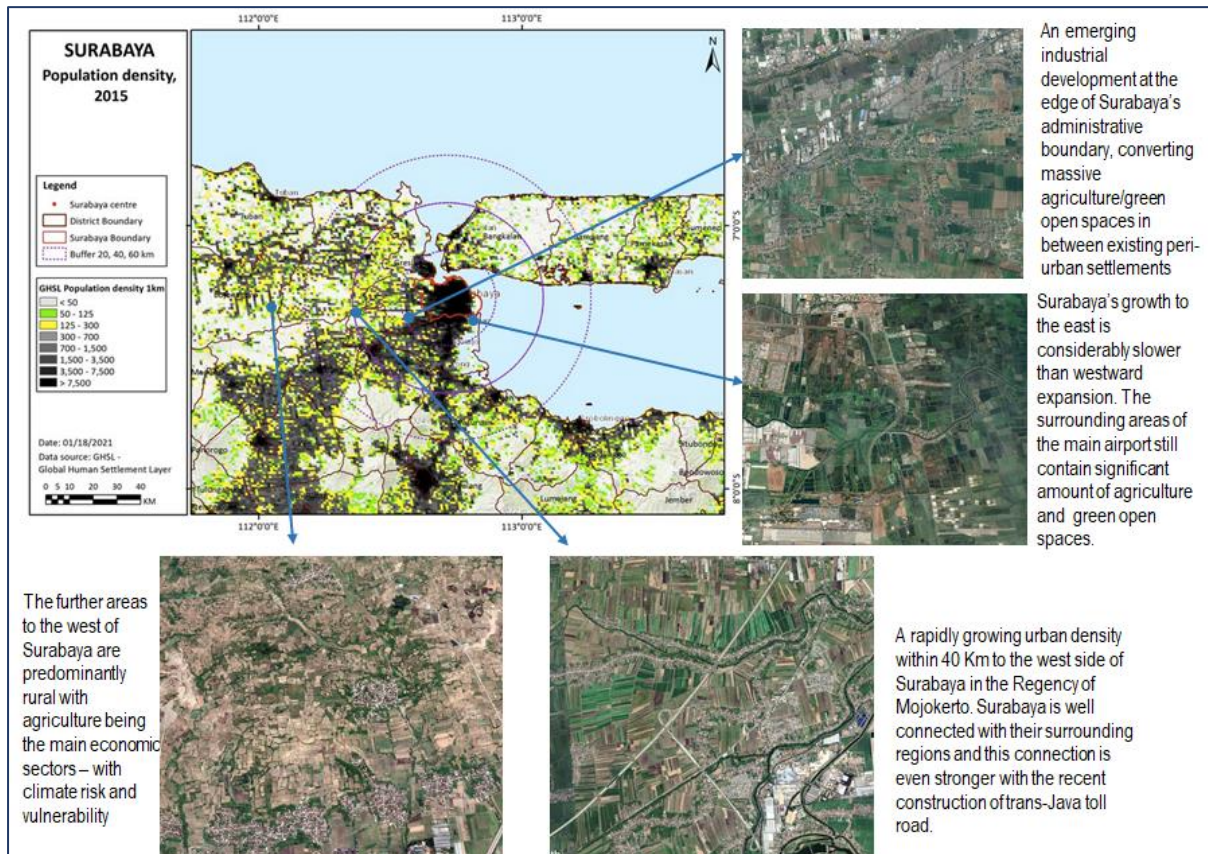 112°0'0"E
113°0'0"E
SURABAYA
Population density,
2015
N
Legend
Surabaya centre
District Boundary
Surabaya Boundary
Buffer 20, 40, 60 km
GHSL Population density 1km
< 50
50 - 125
125 - 300
300 - 700
700 - 1,500
1,500 - 3,500
3,500 - 7,500
> 7,500
Date: 01/18/2021
Data source: GHSL -
Global Human Settlement Layer
0 5 10 20 30 40
KM
Tuban
Bangkalan
Sumenep
Pamekasan
Lumajang
Jember
Bondowoso
7°0'0"S
8°0'0"S
112°0'0"E
113°0'0"E
An emerging
industrial
development at the
edge of Surabaya's
administrative
boundary, converting
massive
agriculture/green
open spaces in
between existing peri-
urban settlements
Surabaya's growth to
the east is
considerably slower
than westward
expansion. The
surrounding areas of
the main airport still
contain significant
amount of agriculture
and green open
spaces.
The further areas
to the west of
Surabaya are
predominantly
rural with
agriculture being
the main economic
sectors – with
climate risk and
vulnerability
A rapidly growing urban density
within 40 Km to the west side of
Surabaya in the Regency of
Mojokerto. Surabaya is well
connected with their surrounding
regions and this connection is
even stronger with the recent
construction of trans-Java toll
road.